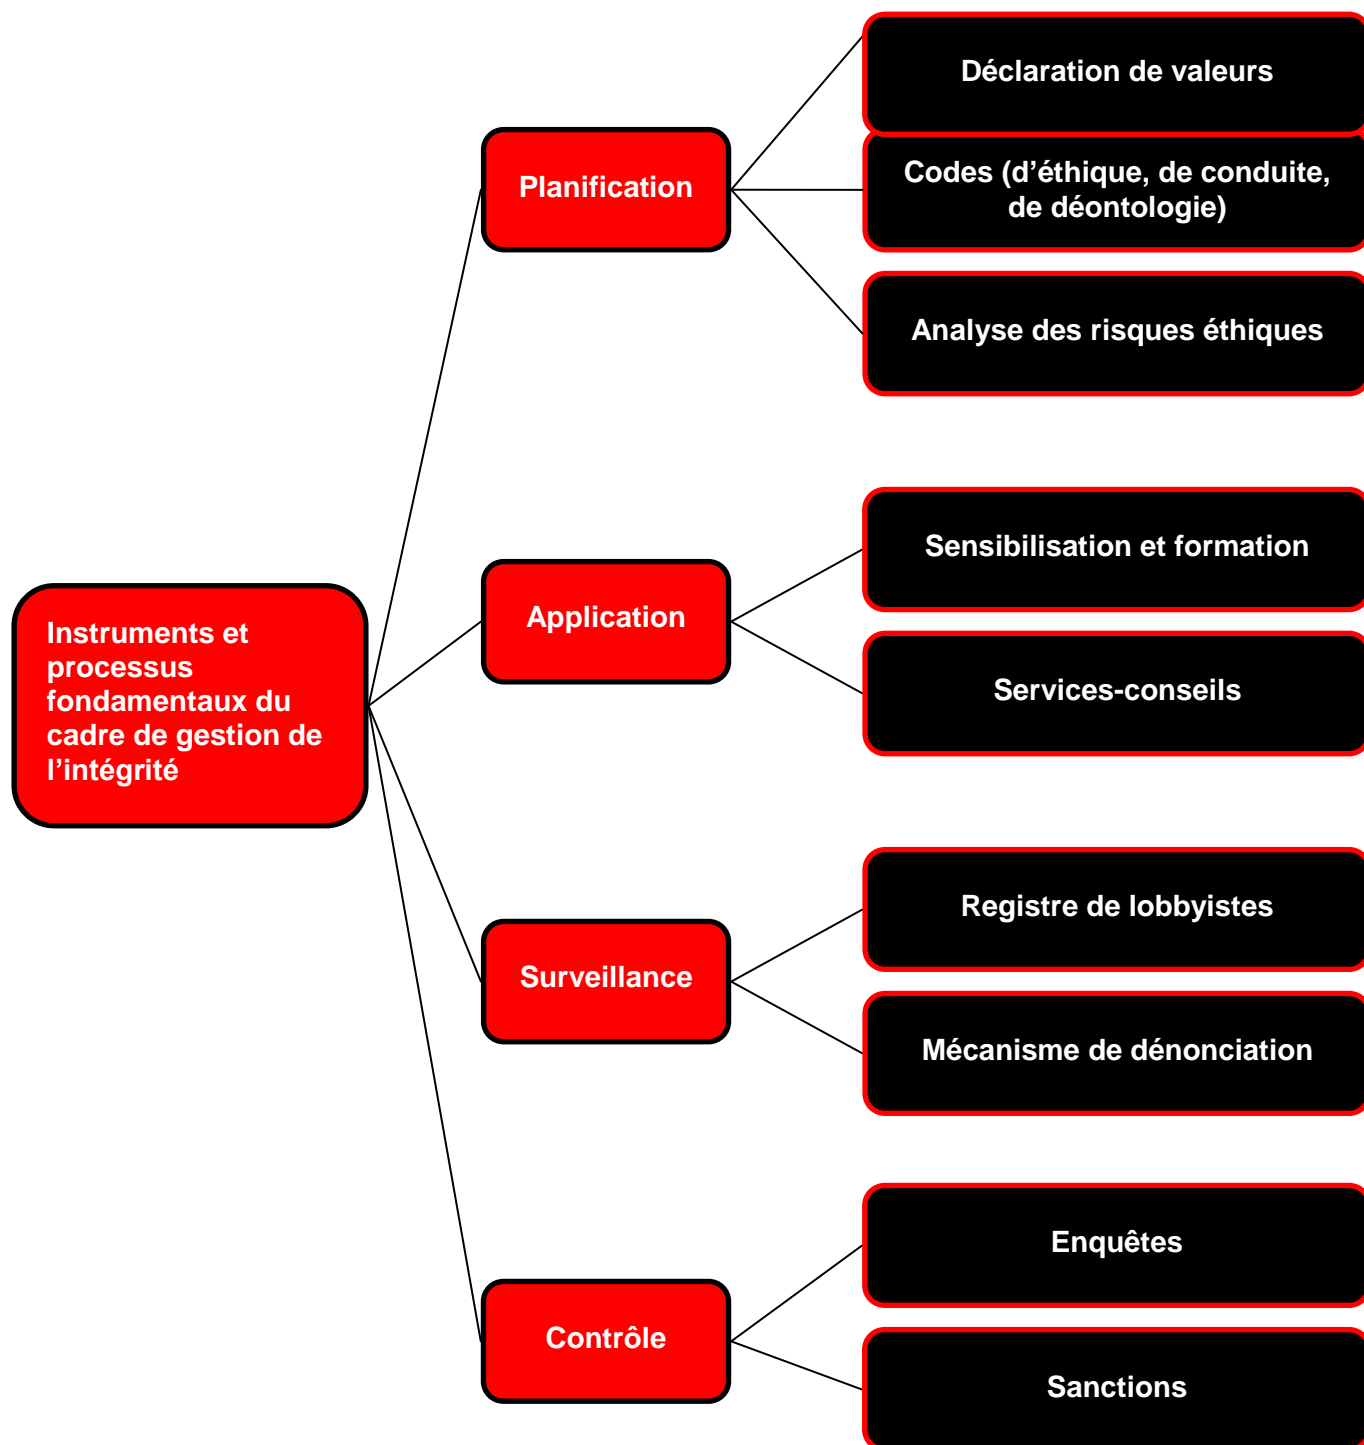 Instruments et
processus
fondamentaux du
cadre de gestion de
l’intégrité
Planification
Déclaration de valeurs
Codes (d’éthique, de conduite,
de déontologie)
Analyse des risques éthiques
Application
Sensibilisation et formation
Services-conseils
Surveillance
Registre de lobbyistes
Mécanisme de dénonciation
Contrôle
Enquêtes
Sanctions